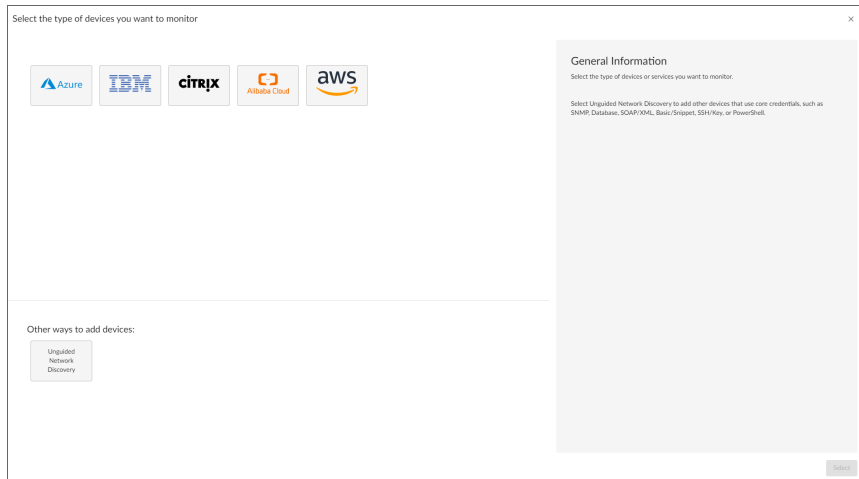 Select the type of devices you want to monitor
×
Azure
IBM
CİTRIX
Alibaba Cloud
aws
General Information
Select the type of devices or services you want to monitor.
Select Unguided Network Discovery to add other devices that use core credentials, such as
SNMP, Database, SOAP/XML, Basic/Snippet, SSH/Key, or PowerShell.
Other ways to add devices:
Unguided
Network
Discovery
Select